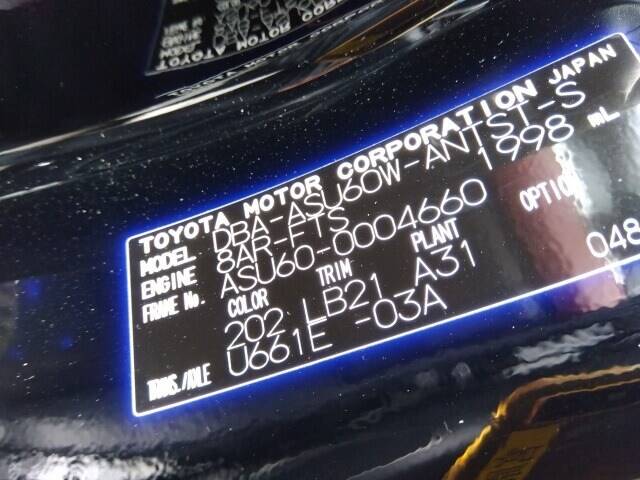 TOYOTA MOTOR CORPORATION JAPAN
MODEL DBA-ASU60W-ANTST-S
ENGINE 8AR-FTS 1998 mL
FRAME No. ASU60-0004660
COLOR TRIM PLANT OPTION
202 LB21 A31 048
TRANS./AXLE U661E -03A